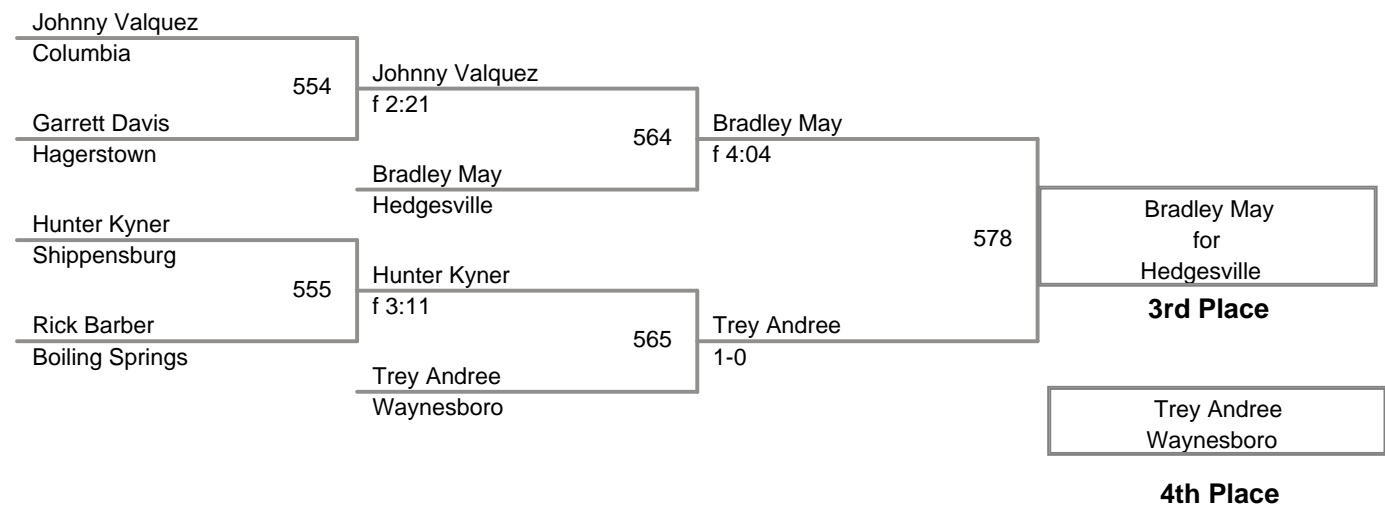 Johnny Valquez
Columbia
554
Johnny Valquez
f 2:21
Garrett Davis
Hagerstown
564
Bradley May
f 4:04
Bradley May
Hedgesville
Hunter Kyner
Shippensburg
578
Bradley May
for
Hedgesville
3rd Place
555
Hunter Kyner
f 3:11
Rick Barber
Boiling Springs
565
Trey Andree
1-0
Trey Andree
Waynesboro
Trey Andree
Waynesboro
4th Place